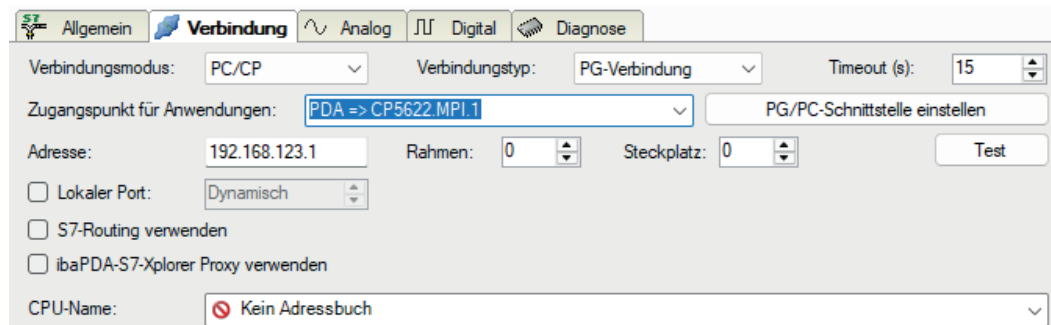 S7 Allgemein Verbindung Analog Digital Diagnose
Verbindungsmodus: PC/CP Verbindungstyp: PG-Verbindung Timeout (s): 15
Zugangspunkt für Anwendungen: PDA => CP5622.MPI.1 PG/PC-Schnittstelle einstellen
Adresse: 192.168.123.1 Rahmen: 0 Steckplatz: 0 Test
Lokaler Port: Dynamisch
S7-Routing verwenden
ibaPDA-S7-Xplorer Proxy verwenden
CPU-Name: Kein Adressbuch